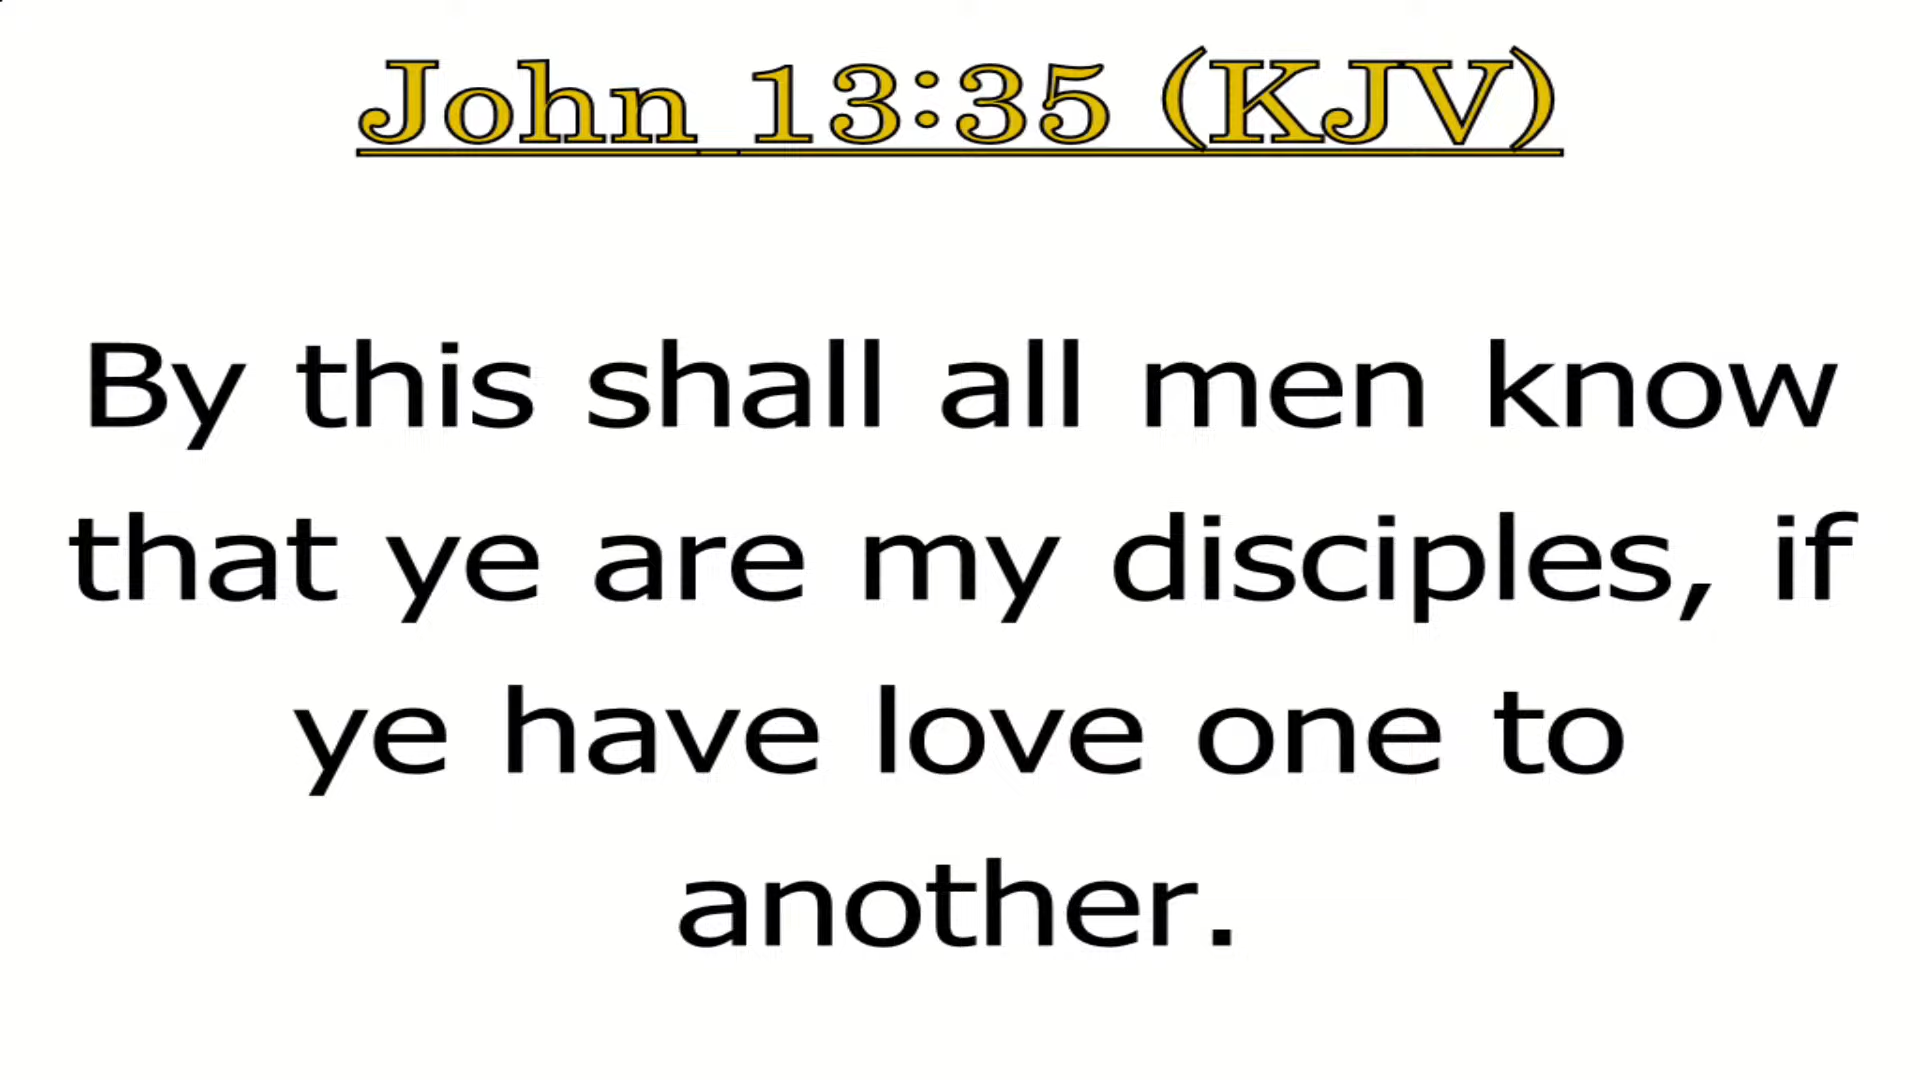 John 13:35 (KJV)
By this shall all men know
that ye are my disciples, if
ye have love one to
another.